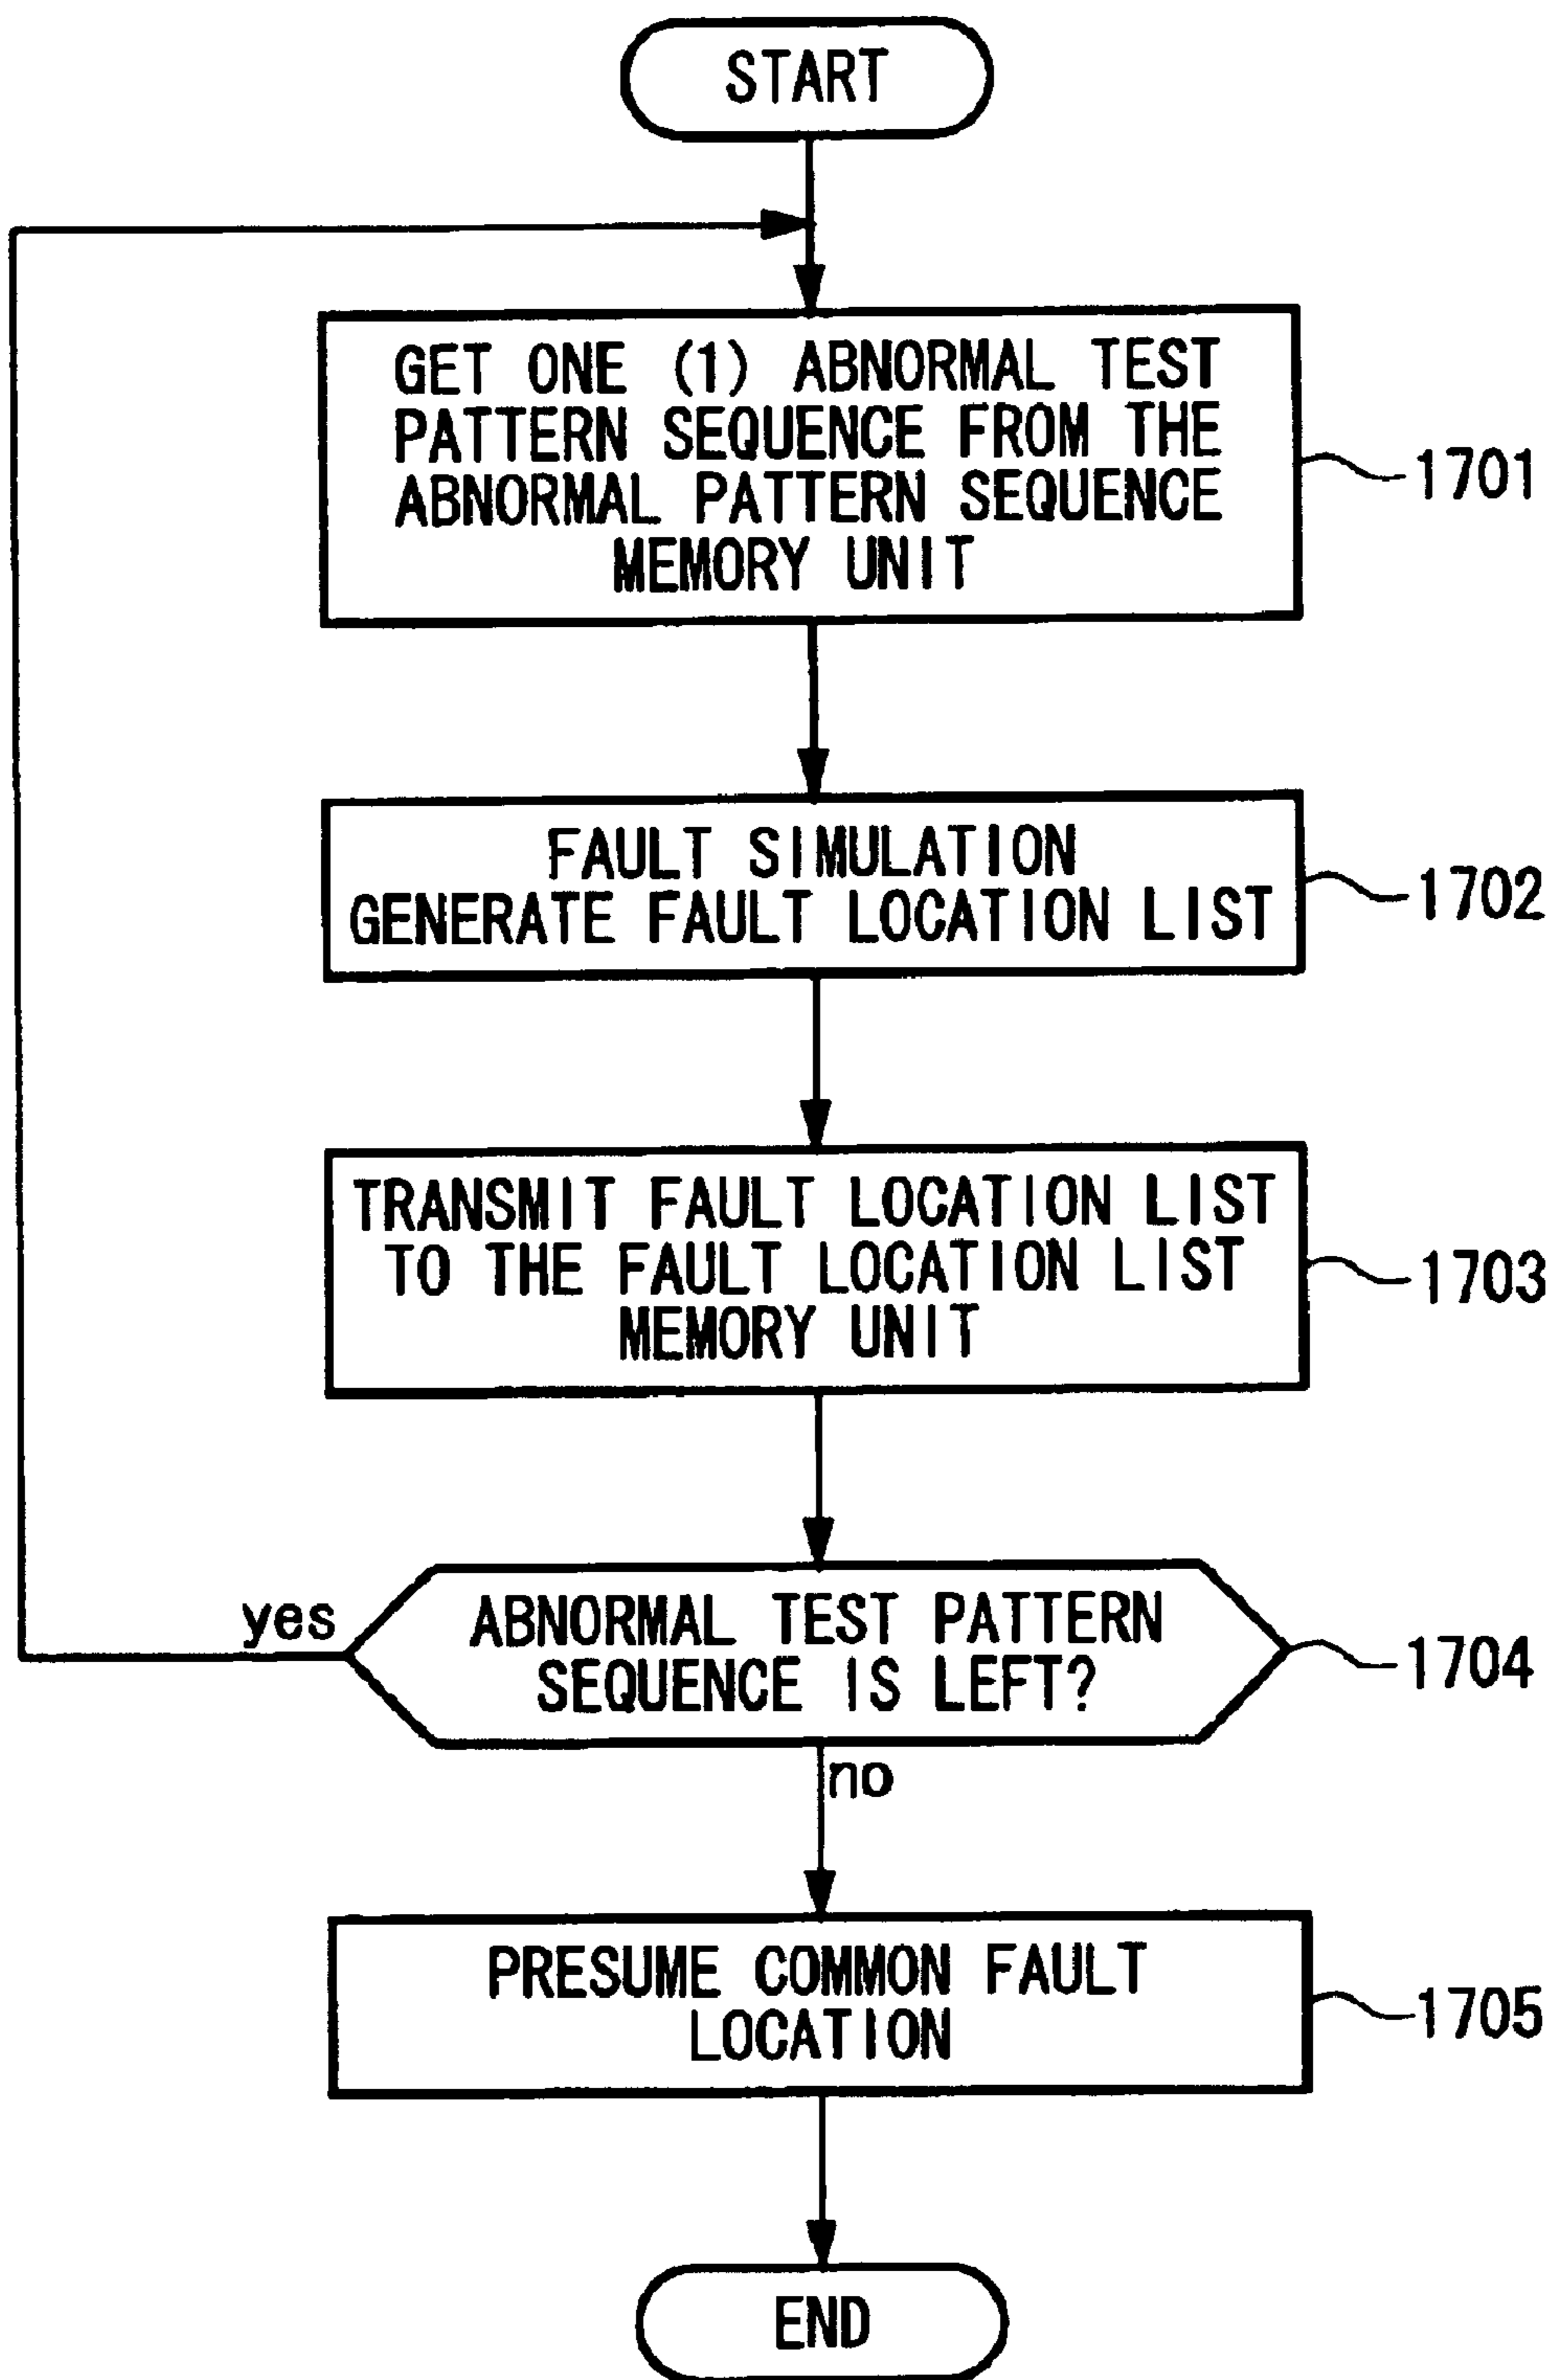 START
GET ONE (1) ABNORMAL TEST
PATTERN SEQUENCE FROM THE
ABNORMAL PATTERN SEQUENCE
MEMORY UNIT
1701
FAULT SIMULATION
GENERATE FAULT LOCATION LIST
1702
TRANSMIT FAULT LOCATION LIST
TO THE FAULT LOCATION LIST
MEMORY UNIT
1703
yes
ABNORMAL TEST PATTERN
SEQUENCE IS LEFT?
1704
no
PRESUME COMMON FAULT
LOCATION
1705
END